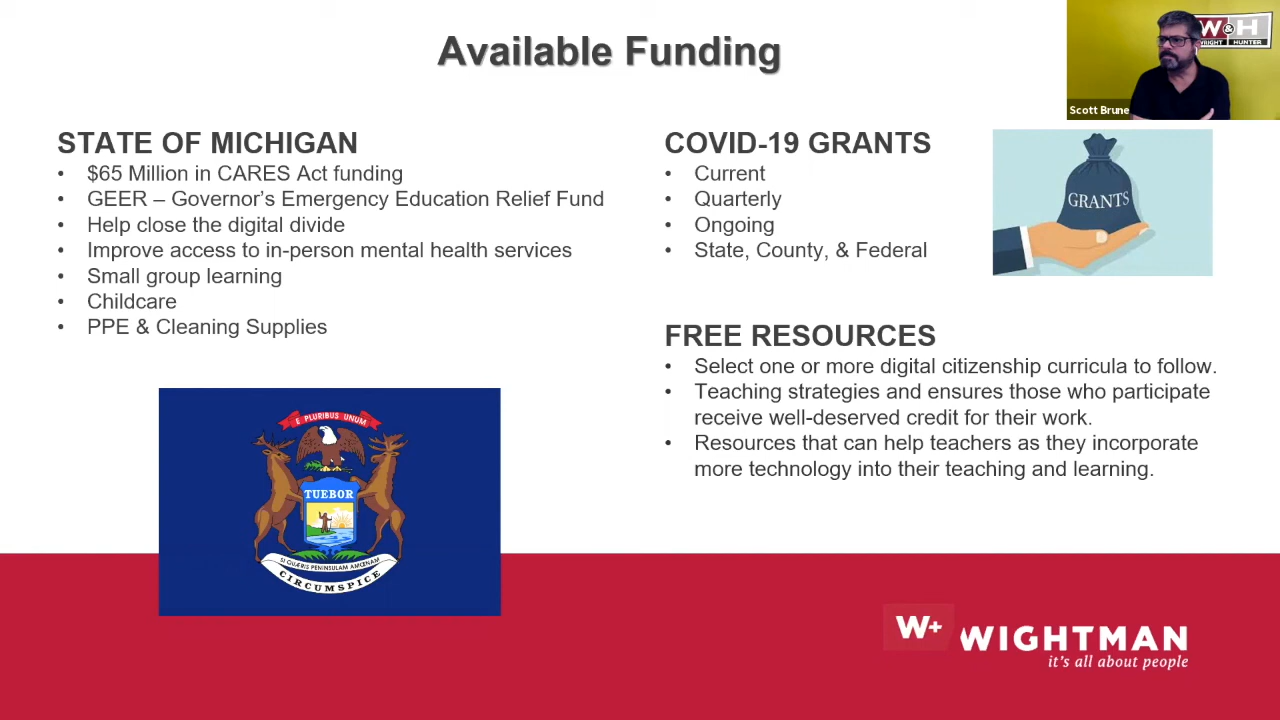 Available Funding
W&H
WRIGHT HUNTER
Scott Brune
STATE OF MICHIGAN
• $65 Million in CARES Act funding
• GEER – Governor’s Emergency Education Relief Fund
• Help close the digital divide
• Improve access to in-person mental health services
• Small group learning
• Childcare
• PPE & Cleaning Supplies
E PLURIBUS UNUM
TUEBOR
SI QUÆRIS PENINSULAM AMŒNAM
CIRCUMSPICE
COVID-19 GRANTS
• Current
• Quarterly
• Ongoing
• State, County, & Federal
GRANTS
FREE RESOURCES
• Select one or more digital citizenship curricula to follow.
• Teaching strategies and ensures those who participate
receive well-deserved credit for their work.
• Resources that can help teachers as they incorporate
more technology into their teaching and learning.
W+ WIGHTMAN
it's all about people